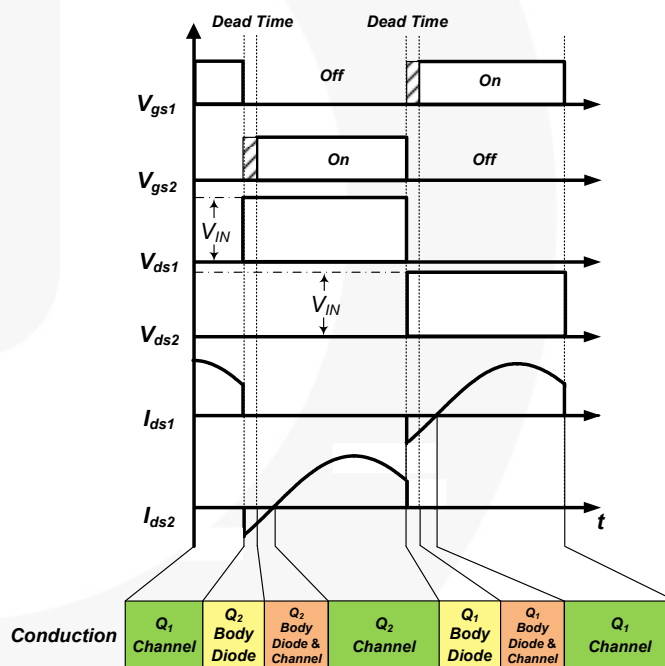 Dead Time
Dead Time
Off
On
Vgs1
On
Off
Vgs2
VIN
Vds1
VIN
Vds2
Ids1
Ids2
t
Conduction
Q1
Channel
Q2
Body
Diode
Q2
Body
Diode &
Channel
Q2
Channel
Q1
Body
Diode
Q1
Body
Diode &
Channel
Q1
Channel